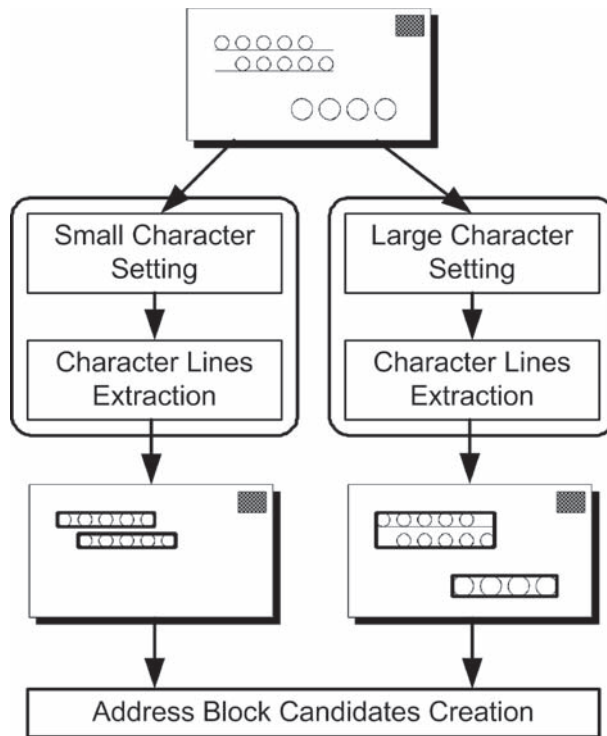 Small Character
Setting
Large Character
Setting
Character Lines
Extraction
Character Lines
Extraction
Address Block Candidates Creation